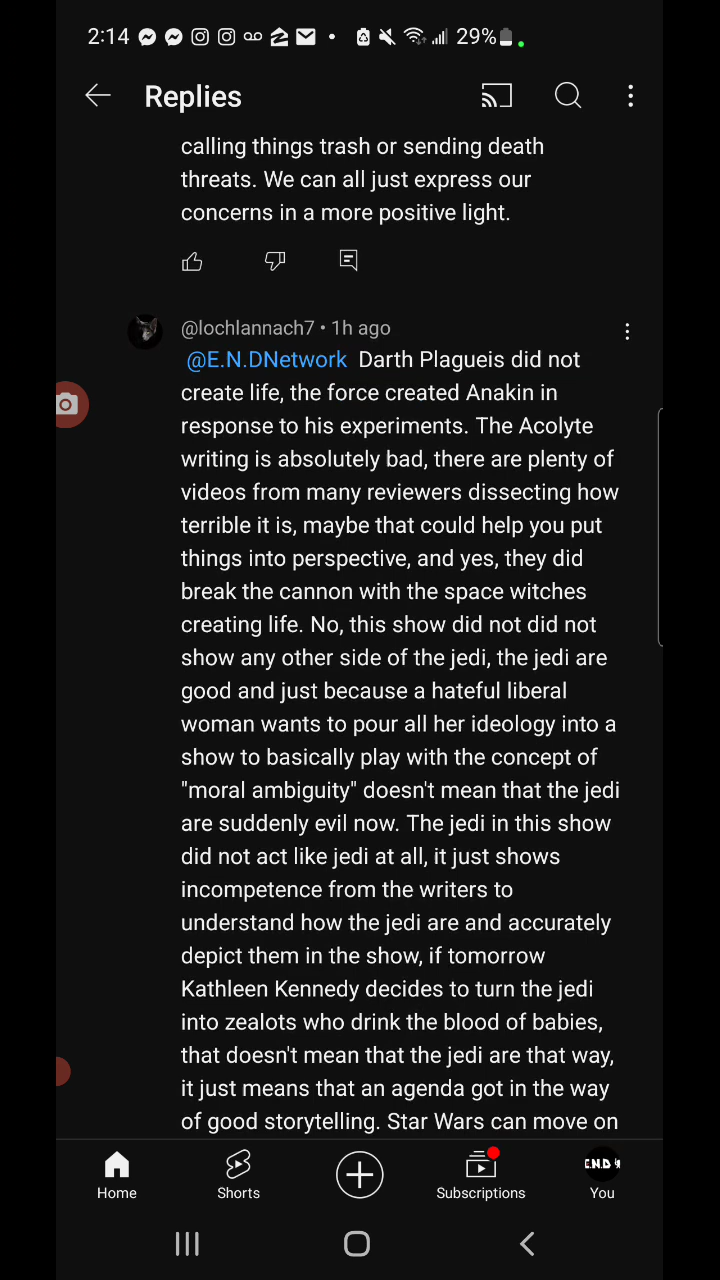 2:14 29%
Replies
calling things trash or sending death
threats. We can all just express our
concerns in a more positive light.
@lochlannach7 • 1h ago
@E.N.DNetwork Darth Plagueis did not
create life, the force created Anakin in
response to his experiments. The Acolyte
writing is absolutely bad, there are plenty of
videos from many reviewers dissecting how
terrible it is, maybe that could help you put
things into perspective, and yes, they did
break the cannon with the space witches
creating life. No, this show did not did not
show any other side of the jedi, the jedi are
good and just because a hateful liberal
woman wants to pour all her ideology into a
show to basically play with the concept of
"moral ambiguity" doesn't mean that the jedi
are suddenly evil now. The jedi in this show
did not act like jedi at all, it just shows
incompetence from the writers to
understand how the jedi are and accurately
depict them in the show, if tomorrow
Kathleen Kennedy decides to turn the jedi
into zealots who drink the blood of babies,
that doesn't mean that the jedi are that way,
it just means that an agenda got in the way
of good storytelling. Star Wars can move on
Home Shorts Subscriptions You